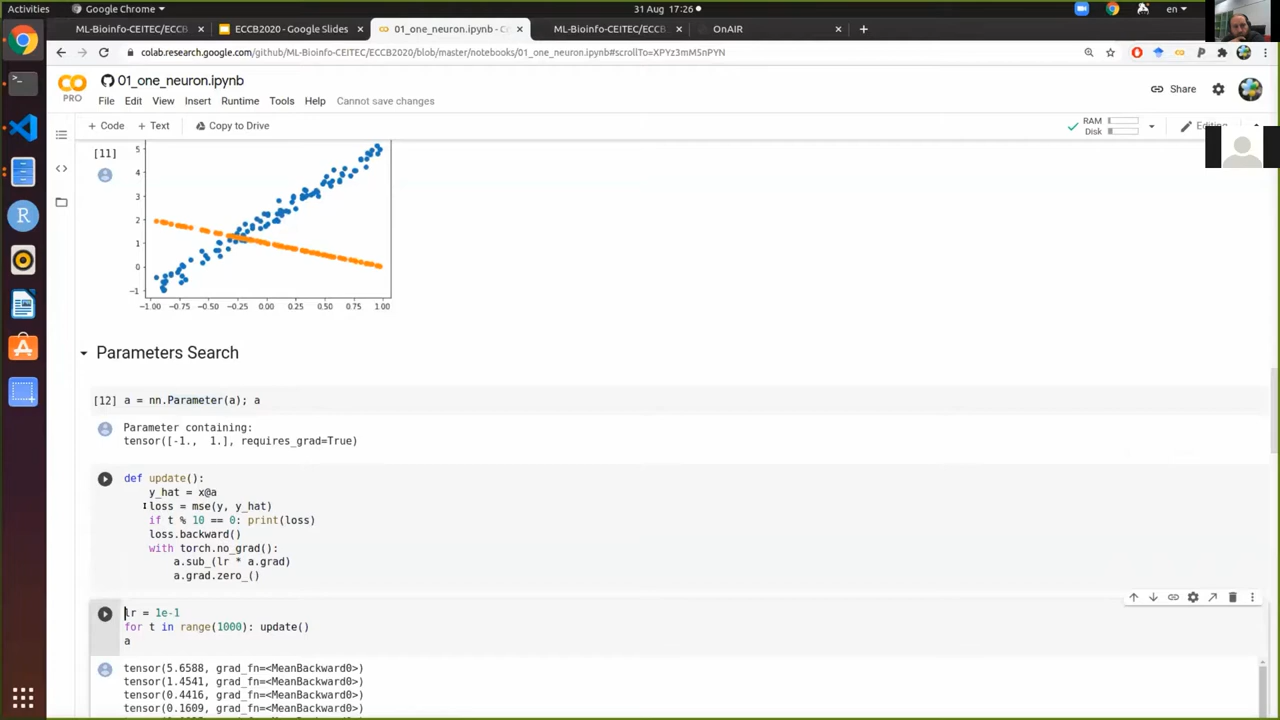 Activities
Google Chrome
31 Aug 17:26
en
ML-Bioinfo-CEITEC/ECCB
ECCB2020 - Google Slides
01_one_neuron.ipynb - C
ML-Bioinfo-CEITEC/ECCB
OnAIR
colab.research.google.com/github/ML-Bioinfo-CEITEC/ECCB2020/blob/master/notebooks/01_one_neuron.ipynb#scrollTo=XPYz3mM5nPYN
PRO
01_one_neuron.ipynb
File Edit View Insert Runtime Tools Help Cannot save changes
Share
+ Code + Text Copy to Drive
RAM
Disk
Editing
[11]
5
4
3
2
1
0
−1
−1.00 −0.75 −0.50 −0.25 0.00 0.25 0.50 0.75 1.00
Parameters Search
[12] a = nn.Parameter(a); a
Parameter containing:
tensor([-1., 1.], requires_grad=True)
def update():
y_hat = x@a
loss = mse(y, y_hat)
if t % 10 == 0: print(loss)
loss.backward()
with torch.no_grad():
a.sub_(lr * a.grad)
a.grad.zero_()
lr = 1e-1
for t in range(1000): update()
a
tensor(5.6588, grad_fn=<MeanBackward0>)
tensor(1.4541, grad_fn=<MeanBackward0>)
tensor(0.4416, grad_fn=<MeanBackward0>)
tensor(0.1609, grad_fn=<MeanBackward0>)